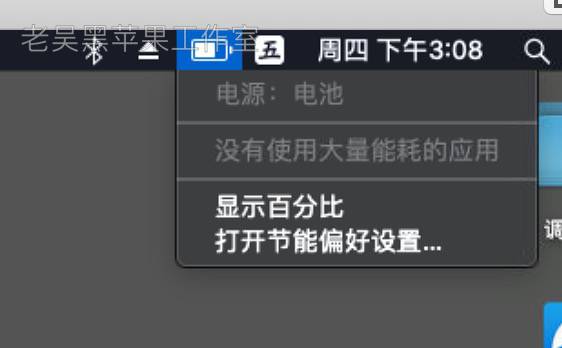 老吴黑苹果工作室
五 周四 下午3:08
电源：电池
没有使用大量能耗的应用
显示百分比
打开节能偏好设置...
调